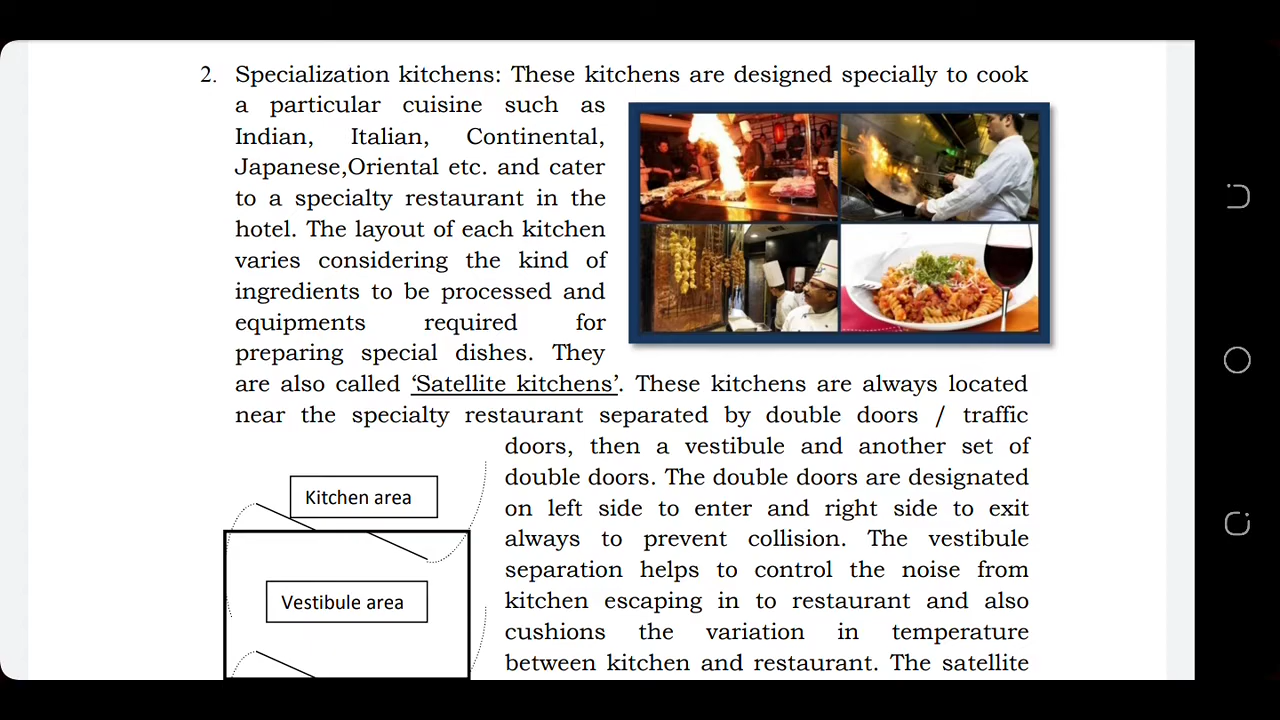 2. Specialization kitchens: These kitchens are designed specially to cook
a particular cuisine such as
Indian, Italian, Continental,
Japanese,Oriental etc. and cater
to a specialty restaurant in the
hotel. The layout of each kitchen
varies considering the kind of
ingredients to be processed and
equipments required for
preparing special dishes. They
are also called ‘Satellite kitchens’. These kitchens are always located
near the specialty restaurant separated by double doors / traffic
doors, then a vestibule and another set of
double doors. The double doors are designated
on left side to enter and right side to exit
always to prevent collision. The vestibule
separation helps to control the noise from
kitchen escaping in to restaurant and also
cushions the variation in temperature
between kitchen and restaurant. The satellite
Kitchen area
Vestibule area